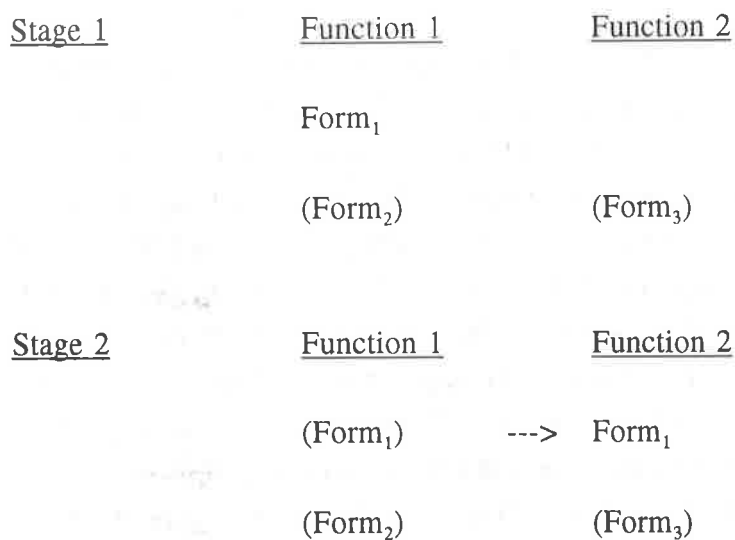 Stage 1 Function 1 Function 2
Form₁
(Form₂) (Form₃)
Stage 2 Function 1 Function 2
(Form₁) ---> Form₁
(Form₂) (Form₃)